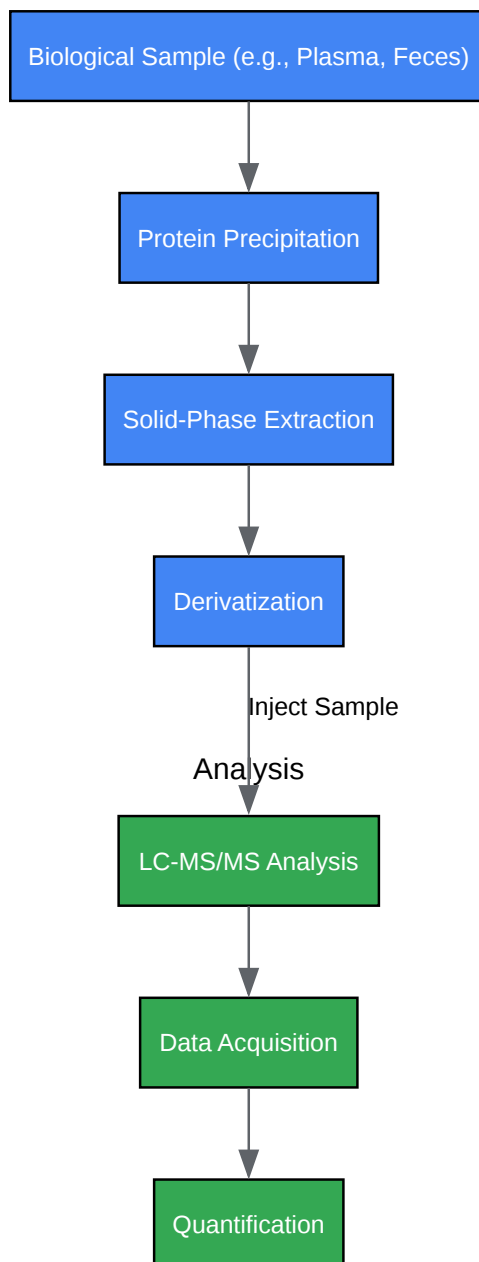 Biological Sample (e.g., Plasma, Feces)
Protein Precipitation
Solid-Phase Extraction
Derivatization
Inject Sample
Analysis
LC-MS/MS Analysis
Data Acquisition
Quantification